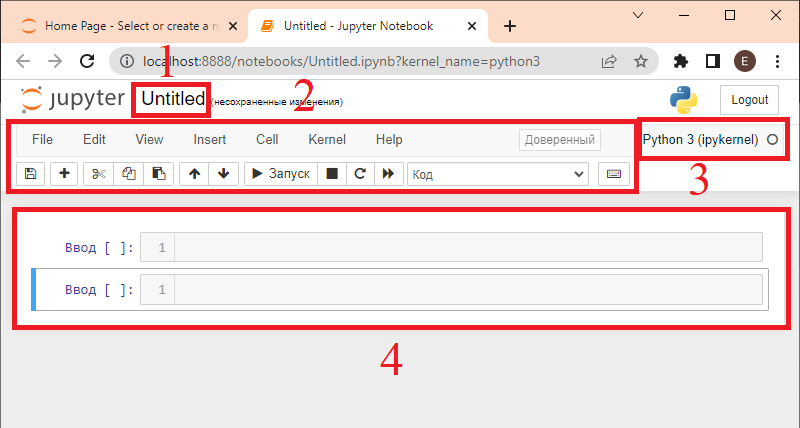 Home Page - Select or create a n
Untitled - Jupyter Notebook
localhost:8888/notebooks/Untitled.ipynb?kernel_name=python3
E
1
jupyter Untitled (несохраненные изменения)
2
Logout
File Edit View Insert Cell Kernel Help Доверенный
Python 3 (ipykernel)
Запуск Код
3
Ввод [ ]: 1
Ввод [ ]: 1
4